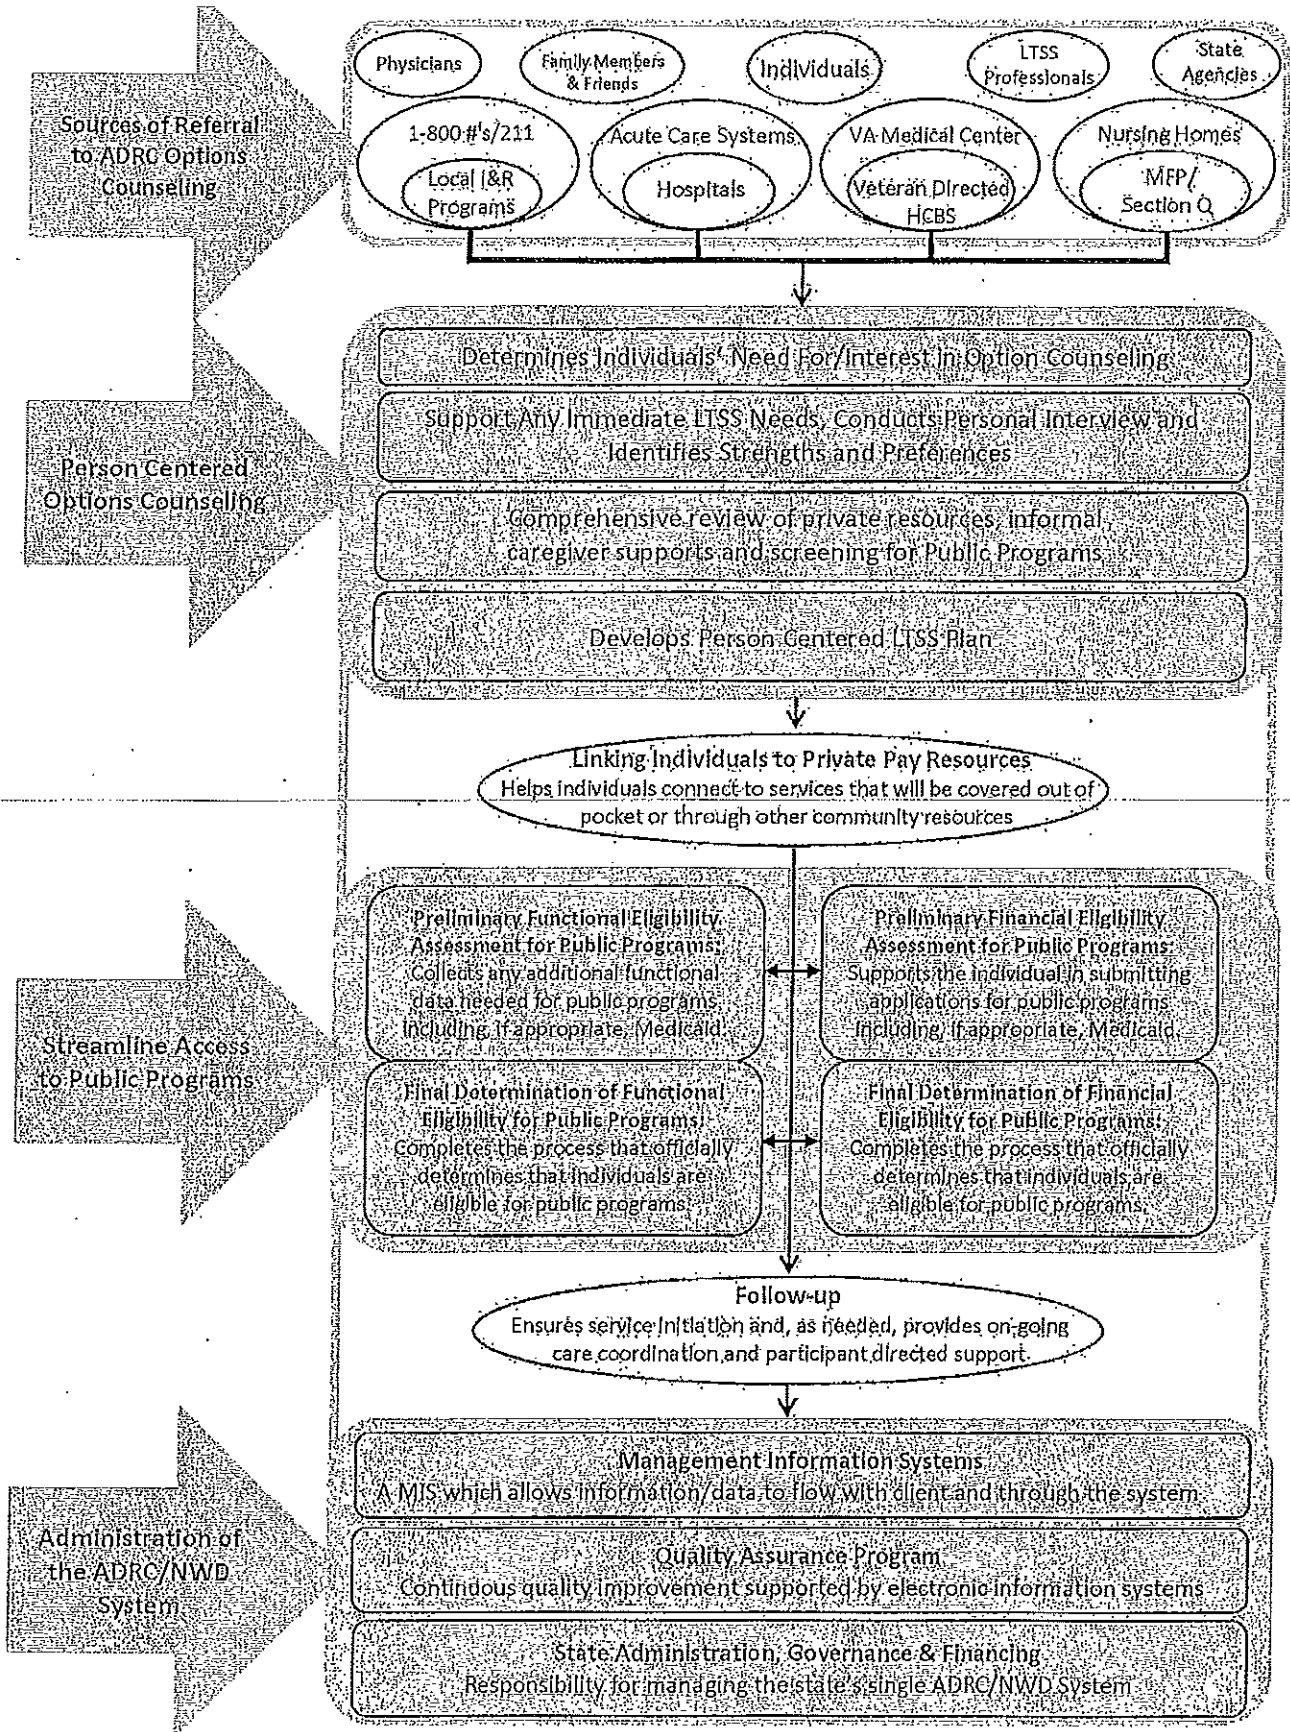 Physicians
Family Members
& Friends
Individuals
LTSS
Professionals
State
Agencies
Sources of Referral
to ADRC Options
Counseling
1-800 #'s/211
Local I&R
Programs
Acute Care Systems
Hospitals
VA Medical Center
Veteran Directed
HCBS
Nursing Homes
MFP/
Section Q
Person Centered
Options Counseling
Determines Individuals' Need For/Interest in Option Counseling
Support Any Immediate LTSS Needs, Conducts Personal Interview and
Identifies Strengths and Preferences
Comprehensive review of private resources, informal
caregiver supports and screening for Public Programs
Develops Person Centered LTSS Plan
Linking Individuals to Private Pay Resources
Helps individuals connect to services that will be covered out of
pocket or through other community resources
Streamline Access
to Public Programs
Preliminary Functional Eligibility
Assessment for Public Programs:
Collects any additional functional
data needed for public programs
including, if appropriate, Medicaid.
Preliminary Financial Eligibility
Assessment for Public Programs:
Supports the individual in submitting
applications for public programs
including, if appropriate, Medicaid.
Final Determination of Functional
Eligibility for Public Programs:
Completes the process that officially
determines that individuals are
eligible for public programs.
Final Determination of Financial
Eligibility for Public Programs:
Completes the process that officially
determines that individuals are
eligible for public programs.
Follow-up
Ensures service initiation and, as needed, provides on-going
care coordination and participant directed support
Administration of
the ADRC/NWD
System
Management Information Systems
A MIS which allows information/data to flow with client and through the system
Quality Assurance Program
Continuous quality improvement supported by electronic information systems
State Administration, Governance & Financing
Responsibility for managing the state's single ADRC/NWD System